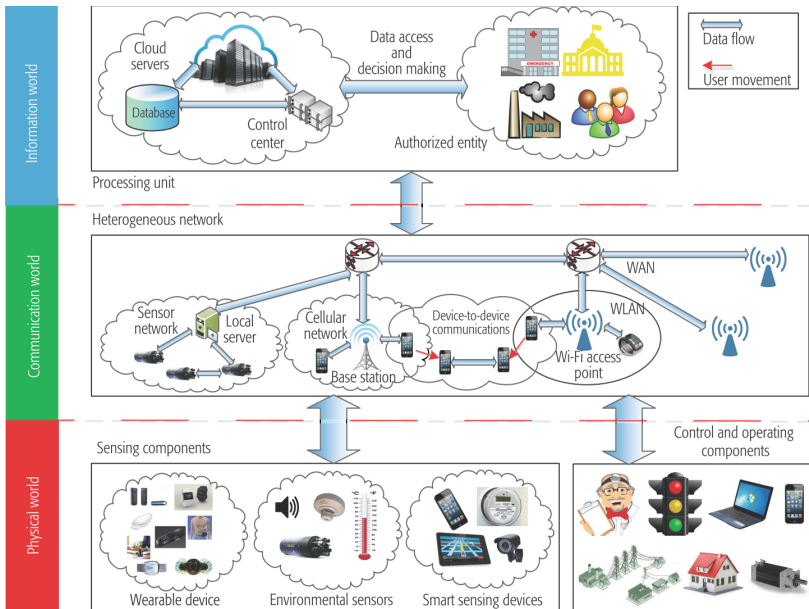 Information world
Cloud
servers
Database
Control
center
Data access
and
decision making
EMERGENCY
Authorized entity
Data flow
User movement
Processing unit
Communication world
Heterogeneous network
Sensor
network
Local
server
Cellular
network
Base station
Device-to-device
communications
WAN
WLAN
Wi-Fi access
point
Physical world
Sensing components
Control and operating
components
Wearable device
Environmental sensors
Smart sensing devices